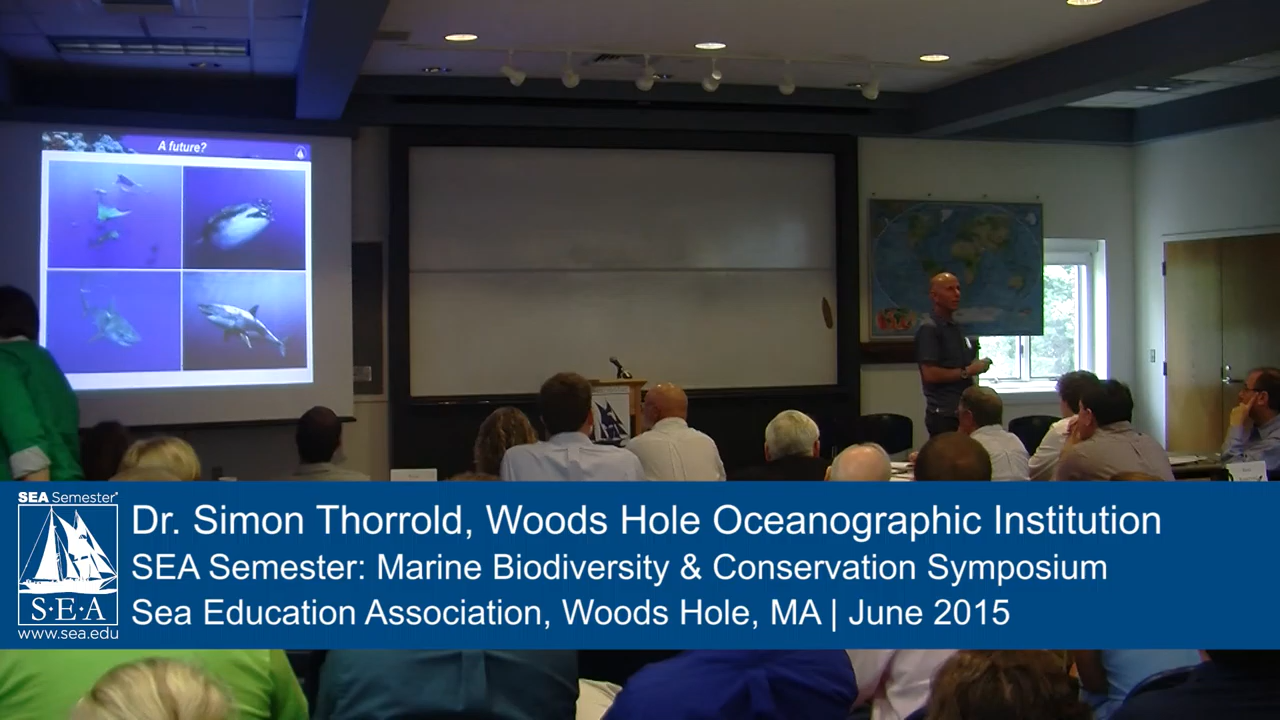 A future?
SEA Semester®
Dr. Simon Thorrold, Woods Hole Oceanographic Institution
SEA Semester: Marine Biodiversity & Conservation Symposium
Sea Education Association, Woods Hole, MA | June 2015
S·E·A
www.sea.edu